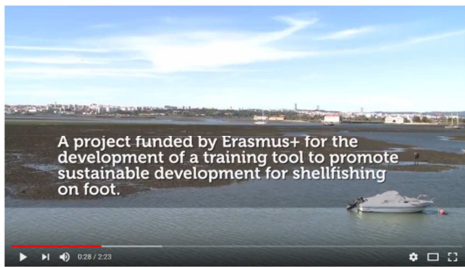 A project funded by Erasmus+ for the
development of a training tool to promote
sustainable development for shellfishing
on foot.
0:28 / 2:23